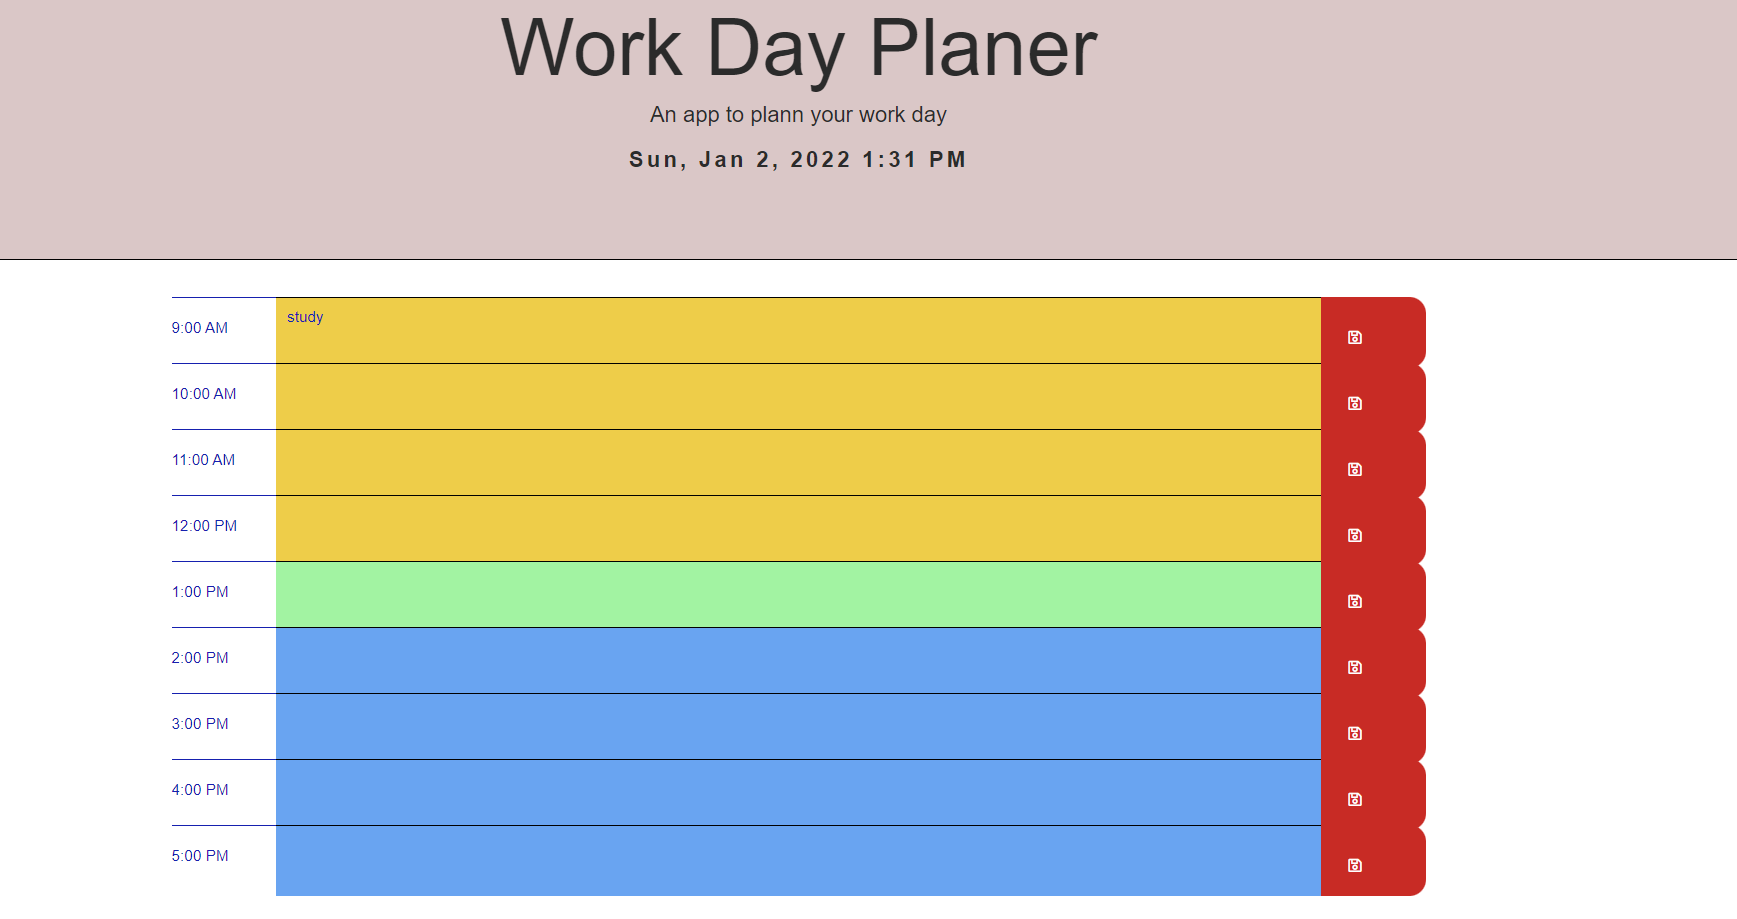 Work Day Planer
An app to plann your work day
Sun, Jan 2, 2022 1:31 PM
9:00 AM study
10:00 AM
11:00 AM
12:00 PM
1:00 PM
2:00 PM
3:00 PM
4:00 PM
5:00 PM